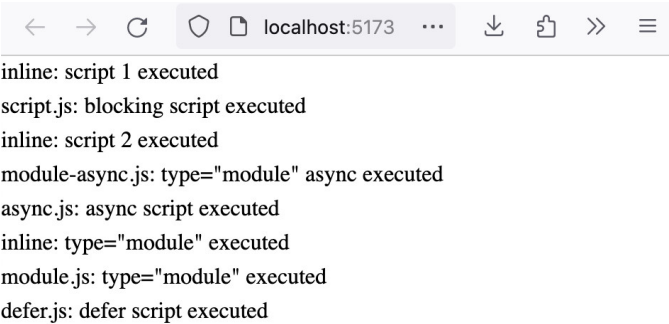 localhost:5173
inline: script 1 executed
script.js: blocking script executed
inline: script 2 executed
module-async.js: type="module" async executed
async.js: async script executed
inline: type="module" executed
module.js: type="module" executed
defer.js: defer script executed